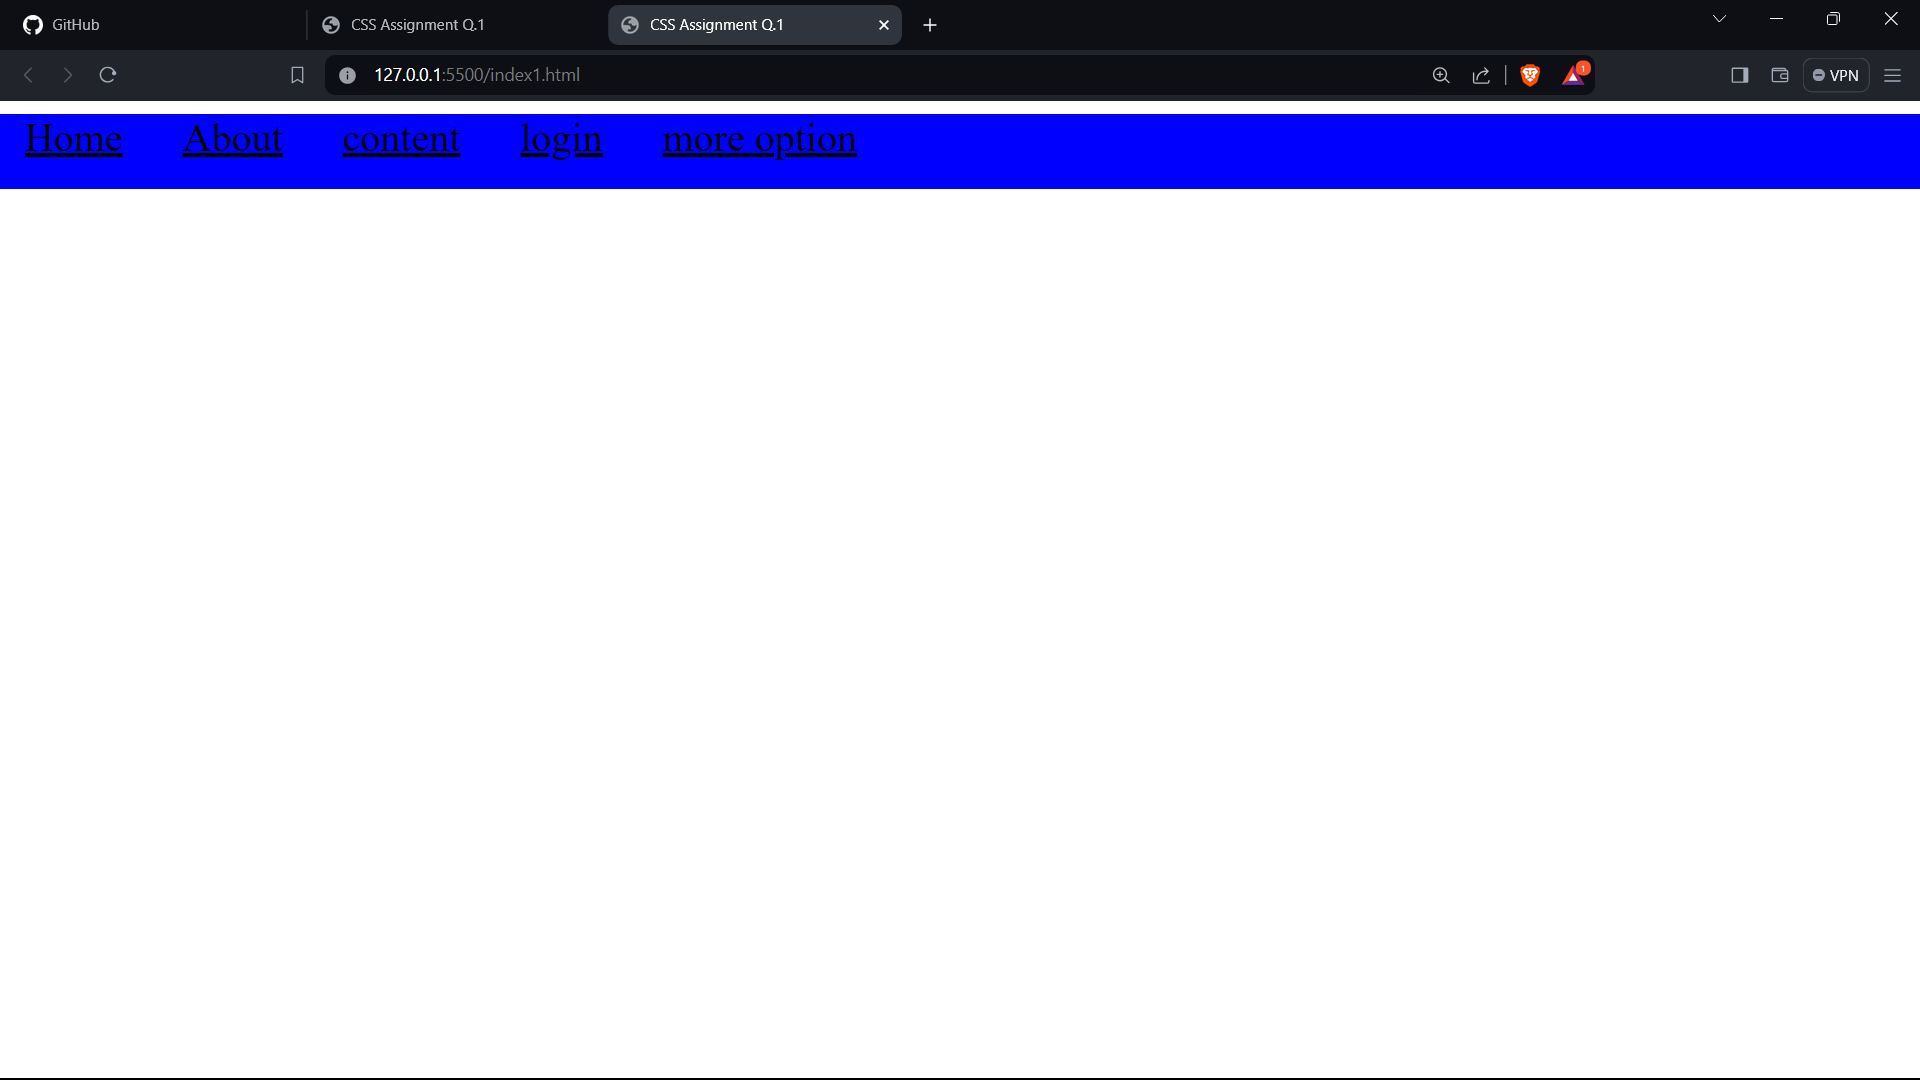 GitHub CSS Assignment Q.1 CSS Assignment Q.1
127.0.0.1:5500/index1.html 1 VPN
Home About content login more option